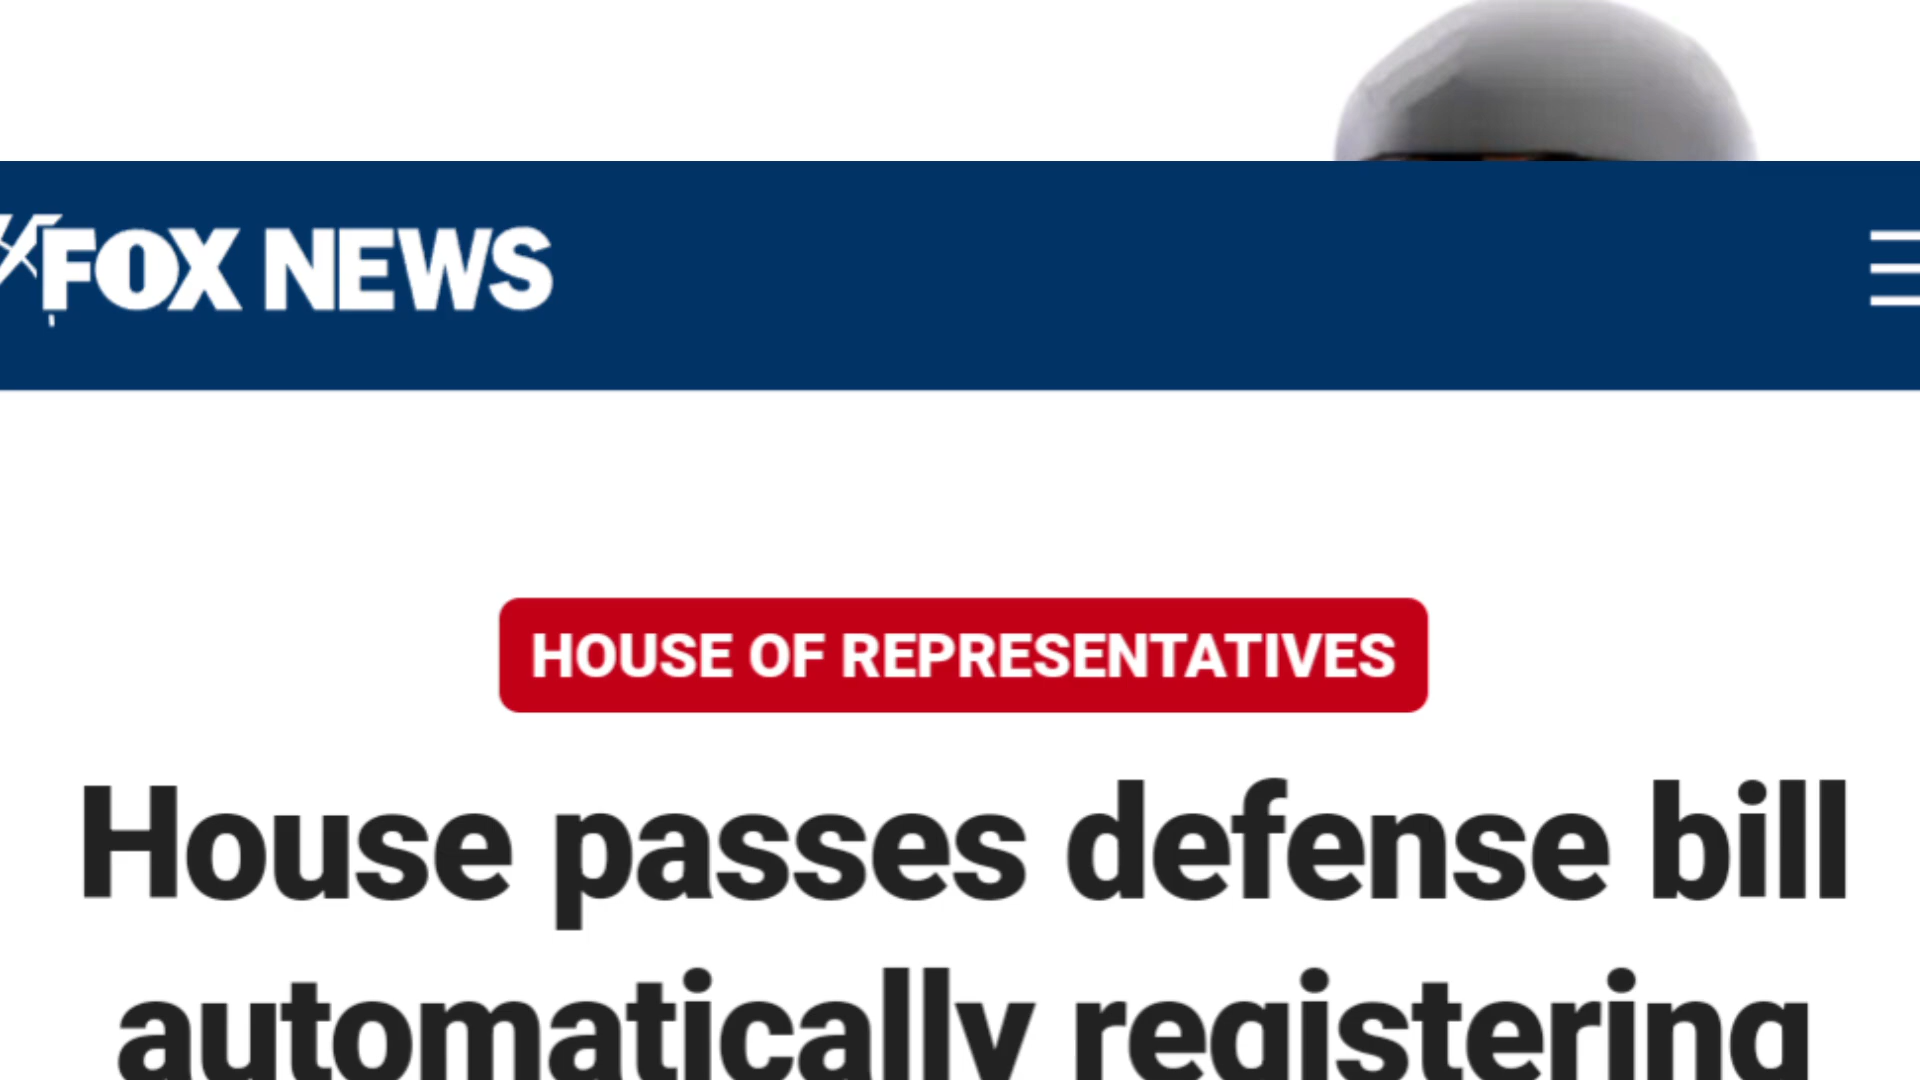 FOX NEWS
HOUSE OF REPRESENTATIVES
House passes defense bill
automatically registering